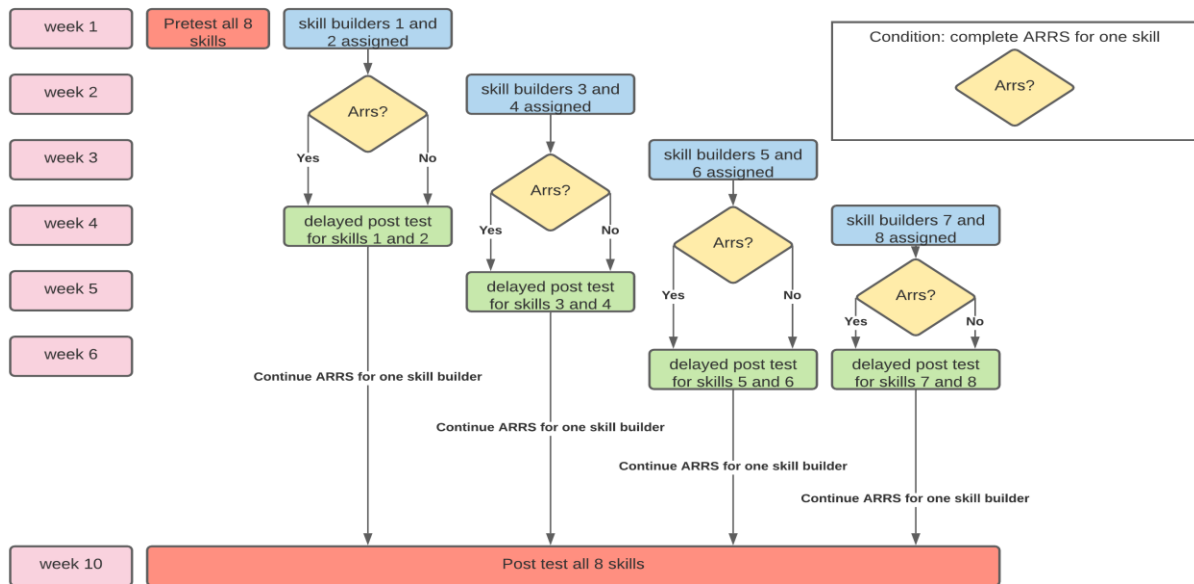 week 1
Pretest all 8
skills
skill builders 1 and
2 assigned
Condition: complete ARRS for one skill
Arrs?
week 2
Arrs?
skill builders 3 and
4 assigned
week 3
Yes
No
Arrs?
skill builders 5 and
6 assigned
week 4
delayed post test
for skills 1 and 2
Yes
No
Arrs?
skill builders 7 and
8 assigned
week 5
delayed post test
for skills 3 and 4
Yes
No
Arrs?
Yes
No
week 6
delayed post test
for skills 5 and 6
delayed post test
for skills 7 and 8
Continue ARRS for one skill builder
Continue ARRS for one skill builder
Continue ARRS for one skill builder
Continue ARRS for one skill builder
week 10
Post test all 8 skills